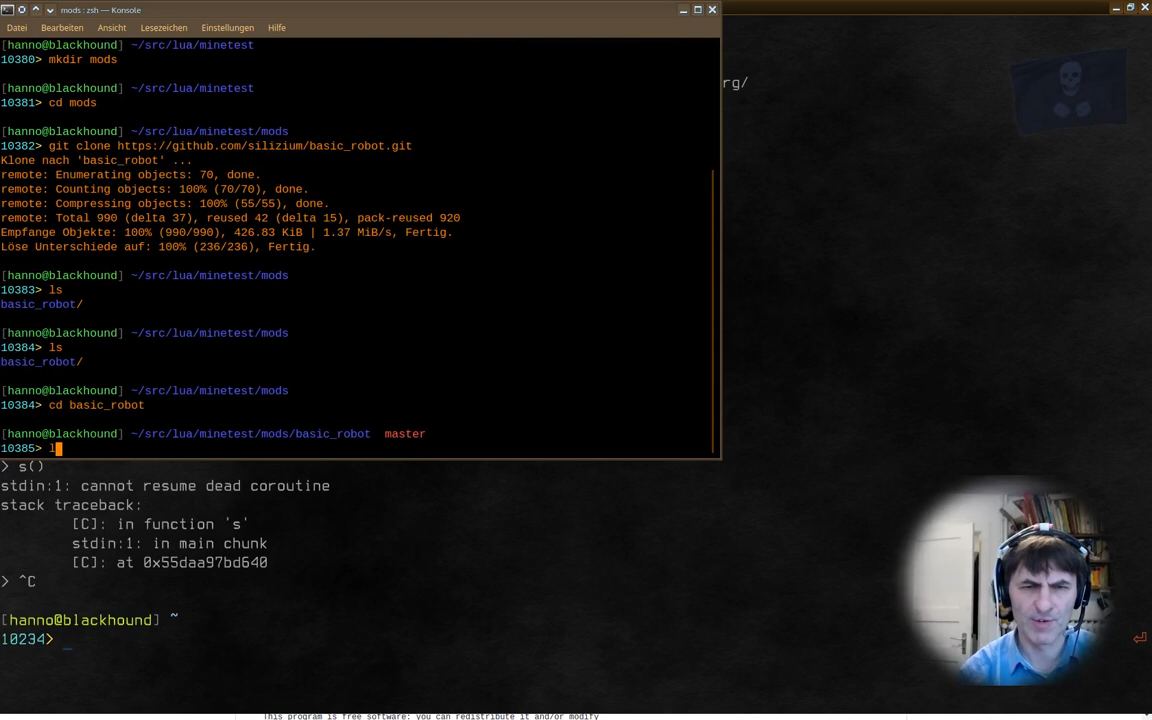 mods : zsh — Konsole
Datei Bearbeiten Ansicht Lesezeichen Einstellungen Hilfe
[hanno@blackhound] ~/src/lua/minetest
10380> mkdir mods
[hanno@blackhound] ~/src/lua/minetest
10381> cd mods
[hanno@blackhound] ~/src/lua/minetest/mods
10382> git clone https://github.com/silizium/basic_robot.git
Klone nach 'basic_robot' ...
remote: Enumerating objects: 70, done.
remote: Counting objects: 100% (70/70), done.
remote: Compressing objects: 100% (55/55), done.
remote: Total 990 (delta 37), reused 42 (delta 15), pack-reused 920
Empfange Objekte: 100% (990/990), 426.83 KiB | 1.37 MiB/s, Fertig.
Löse Unterschiede auf: 100% (236/236), Fertig.
[hanno@blackhound] ~/src/lua/minetest/mods
10383> ls
basic_robot/
[hanno@blackhound] ~/src/lua/minetest/mods
10384> ls
basic_robot/
[hanno@blackhound] ~/src/lua/minetest/mods
10384> cd basic_robot
[hanno@blackhound] ~/src/lua/minetest/mods/basic_robot master
10385> l
rg/
> s()
stdin:1: cannot resume dead coroutine
stack traceback:
[C]: in function 's'
stdin:1: in main chunk
[C]: at 0x55daa97bd640
> ^C
[hanno@blackhound] ~
10234> _
This program is free software: you can redistribute it and/or modify